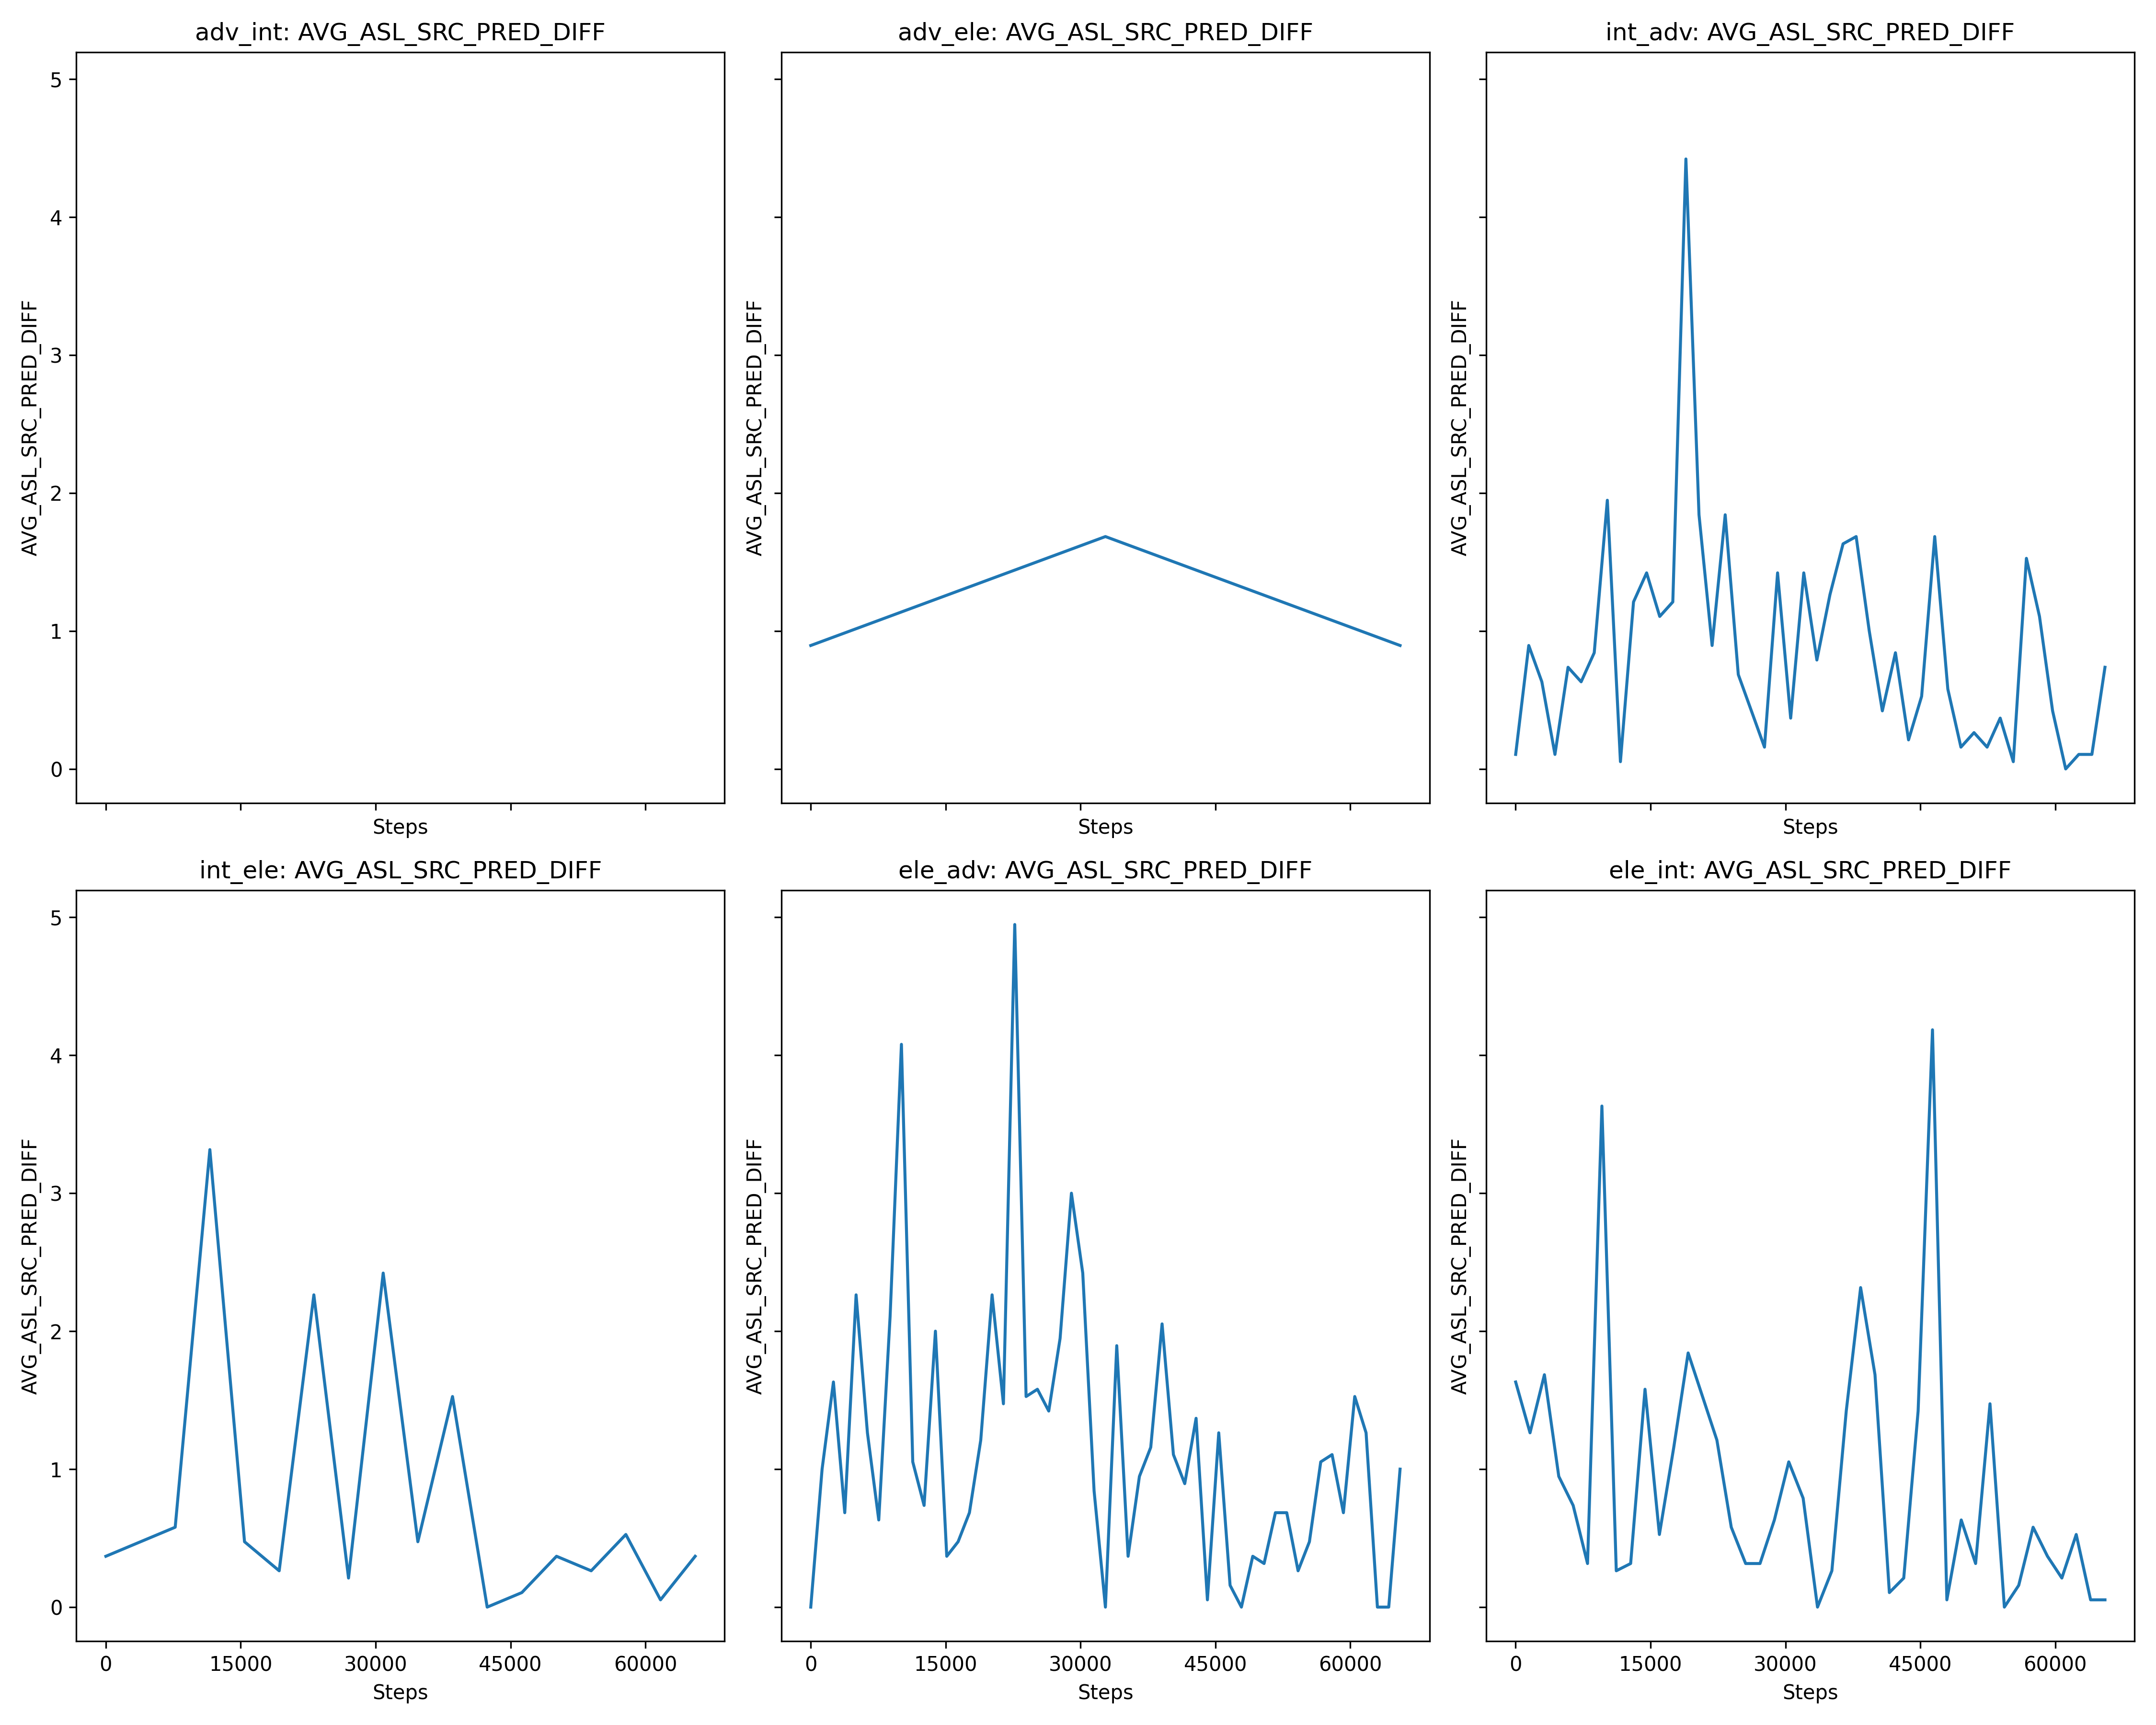 adv_int: AVG_ASL_SRC_PRED_DIFF
adv_ele: AVG_ASL_SRC_PRED_DIFF
int_adv: AVG_ASL_SRC_PRED_DIFF
AVG_ASL_SRC_PRED_DIFF
5
4
3
2
1
0
AVG_ASL_SRC_PRED_DIFF
AVG_ASL_SRC_PRED_DIFF
Steps
Steps
Steps
int_ele: AVG_ASL_SRC_PRED_DIFF
ele_adv: AVG_ASL_SRC_PRED_DIFF
ele_int: AVG_ASL_SRC_PRED_DIFF
AVG_ASL_SRC_PRED_DIFF
5
4
3
2
1
0
AVG_ASL_SRC_PRED_DIFF
AVG_ASL_SRC_PRED_DIFF
0 15000 30000 45000 60000
0 15000 30000 45000 60000
0 15000 30000 45000 60000
Steps
Steps
Steps